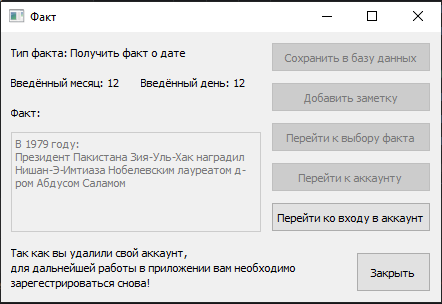 Факт
Тип факта: Получить факт о дате
Введённый месяц: 12 Введённый день: 12
Факт:
В 1979 году:
Президент Пакистана Зия-Уль-Хак наградил
Нишан-Э-Имтиаза Нобелевским лауреатом д-
ром Абдусом Саламом
Сохранить в базу данных
Добавить заметку
Перейти к выбору факта
Перейти к аккаунту
Перейти ко входу в аккаунт
Так как вы удалили свой аккаунт,
для дальнейшей работы в приложении вам необходимо
зарегестрироваться снова!
Закрыть